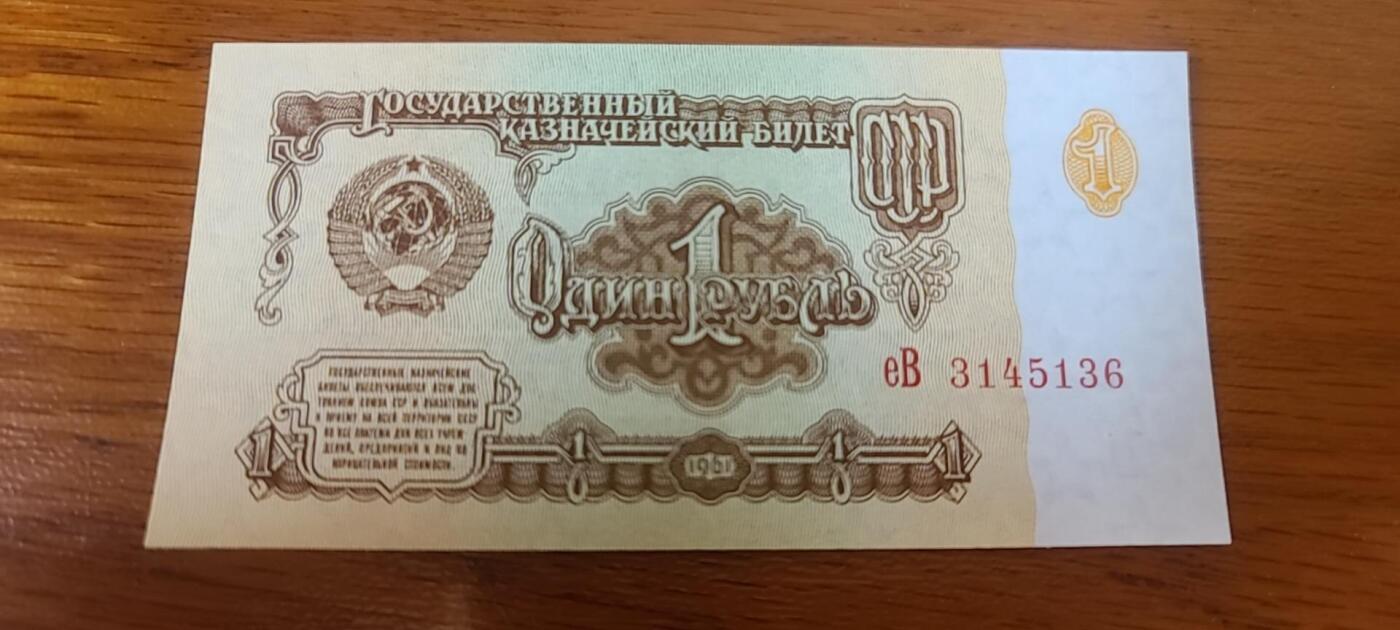 ГОСУДАРСТВЕННЫЙ
КАЗНАЧЕЙСКИЙ БИЛЕТ
СССР
1
1
ОДИН РУБЛЬ
еВ 3145136
ГОСУДАРСТВЕННЫЕ КАЗНАЧЕЙСКИЕ
БИЛЕТЫ ОБЕСПЕЧИВАЮТСЯ ВСЕМ ДОС
ТОЯНИЕМ СОЮЗА ССР И ОБЯЗАТЕЛЬНЫ
К ПРИЕМУ НА ВСЕЙ ТЕРРИТОРИИ СССР
ВО ВСЕ ПЛАТЕЖИ ДЛЯ ВСЕХ УЧРЕЖ
ДЕНИЙ, ПРЕДПРИЯТИЙ И ЛИЦ ПО
НАРИЦАТЕЛЬНОЙ СТОИМОСТИ.
1 1 1961 1 1